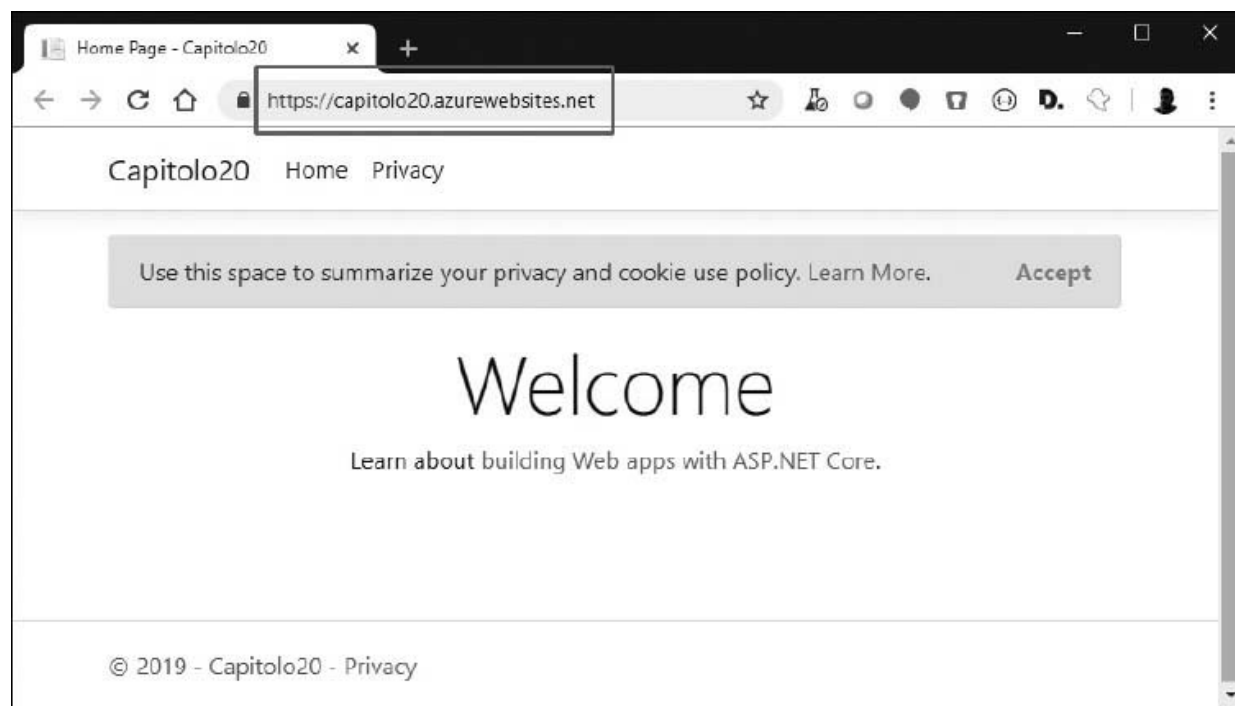 Home Page - Capitolo20
https://capitolo20.azurewebsites.net
D.
Capitolo20 Home Privacy
Use this space to summarize your privacy and cookie use policy. Learn More. Accept
Welcome
Learn about building Web apps with ASP.NET Core.
© 2019 - Capitolo20 - Privacy